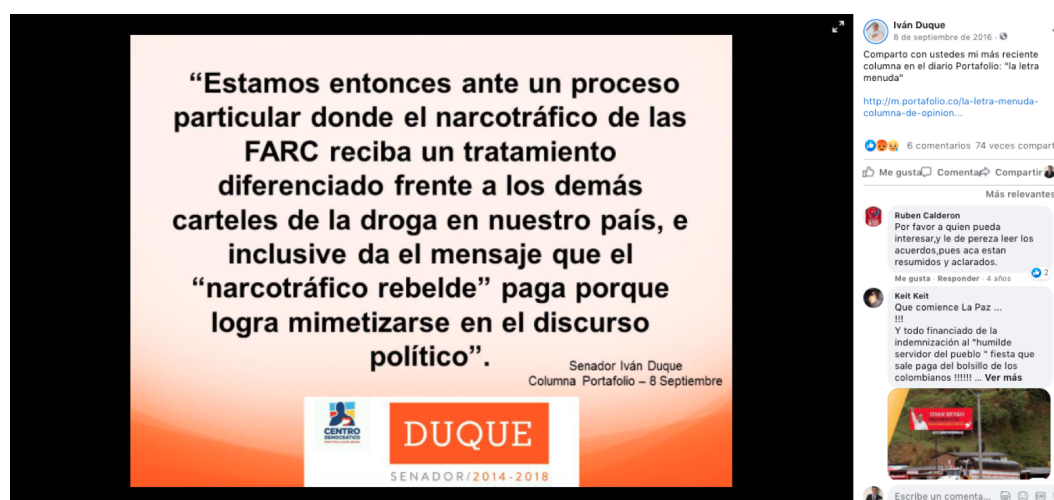 “Estamos entonces ante un proceso
particular donde el narcotráfico de las
FARC reciba un tratamiento
diferenciado frente a los demás
carteles de la droga en nuestro país, e
inclusive da el mensaje que el
“narcotráfico rebelde” paga porque
logra mimetizarse en el discurso
político”.
Senador Iván Duque
Columna Portafolio – 8 Septiembre
CENTRO
DEMOCRÁTICO
DUQUE
SENADOR/2014-2018
Iván Duque
8 de septiembre de 2016 ·
Comparto con ustedes mi más reciente
columna en el diario Portafolio: "la letra
menuda"
http://m.portafolio.co/la-letra-menuda-
columna-de-opinion...
6 comentarios 74 veces compart
Me gusta Comentar Compartir
Más relevantes
Ruben Calderon
Por favor a quien pueda
interesar,y le de pereza leer los
acuerdos,pues aca estan
resumidos y aclarados.
Me gusta · Responder · 4 años
2
Keit Keit
Que comience La Paz ...
!!!
Y todo financiado de la
indemnización al "humilde
servidor del pueblo " fiesta que
sale paga del bolsillo de los
colombianos !!!!!! ... Ver más
TIMOCHENKO
Escribe un comenta...